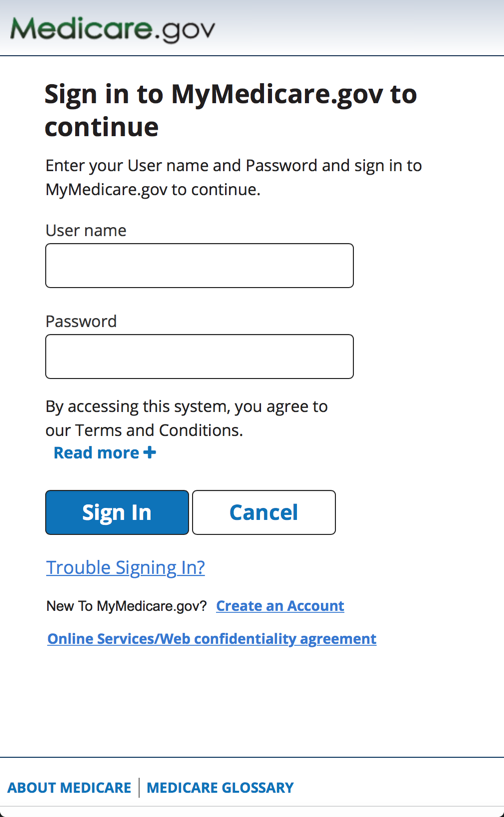 Medicare.gov
Sign in to MyMedicare.gov to
continue
Enter your User name and Password and sign in to
MyMedicare.gov to continue.
User name
Password
By accessing this system, you agree to
our Terms and Conditions.
Read more +
Sign In
Cancel
Trouble Signing In?
New To MyMedicare.gov? Create an Account
Online Services/Web confidentiality agreement
ABOUT MEDICARE | MEDICARE GLOSSARY